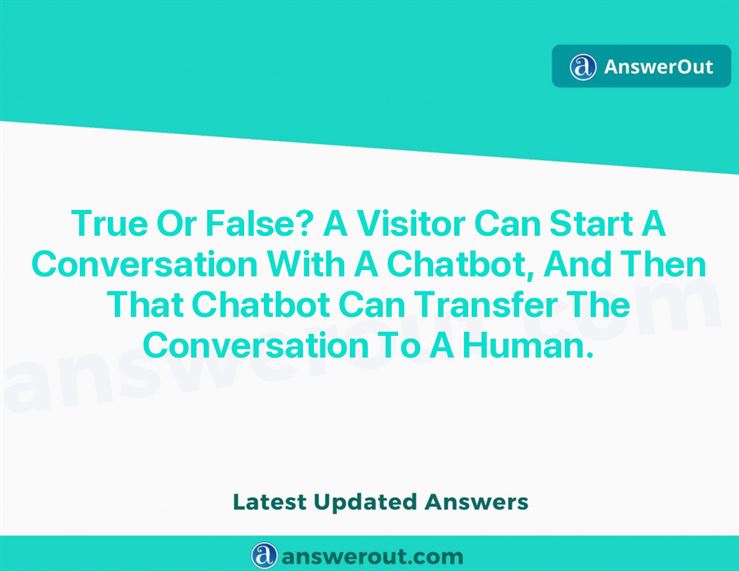 AnswerOut
True Or False? A Visitor Can Start A
Conversation With A Chatbot, And Then
That Chatbot Can Transfer The
Conversation To A Human.
answerout.com
Latest Updated Answers
answerout.com